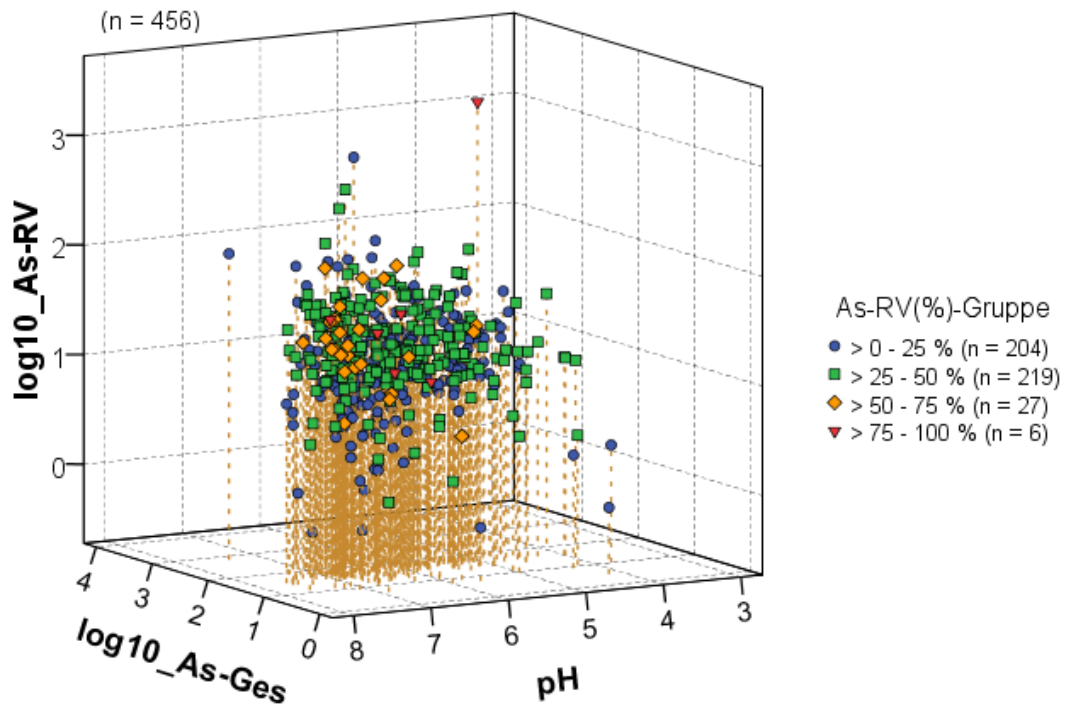 (n = 456)
3
2
1
0
log10_As-RV
4
3
2
1
0
log10_As-Ges
8
7
6
5
4
3
pH
As-RV(%)-Gruppe
> 0 - 25 % (n = 204)
> 25 - 50 % (n = 219)
> 50 - 75 % (n = 27)
> 75 - 100 % (n = 6)